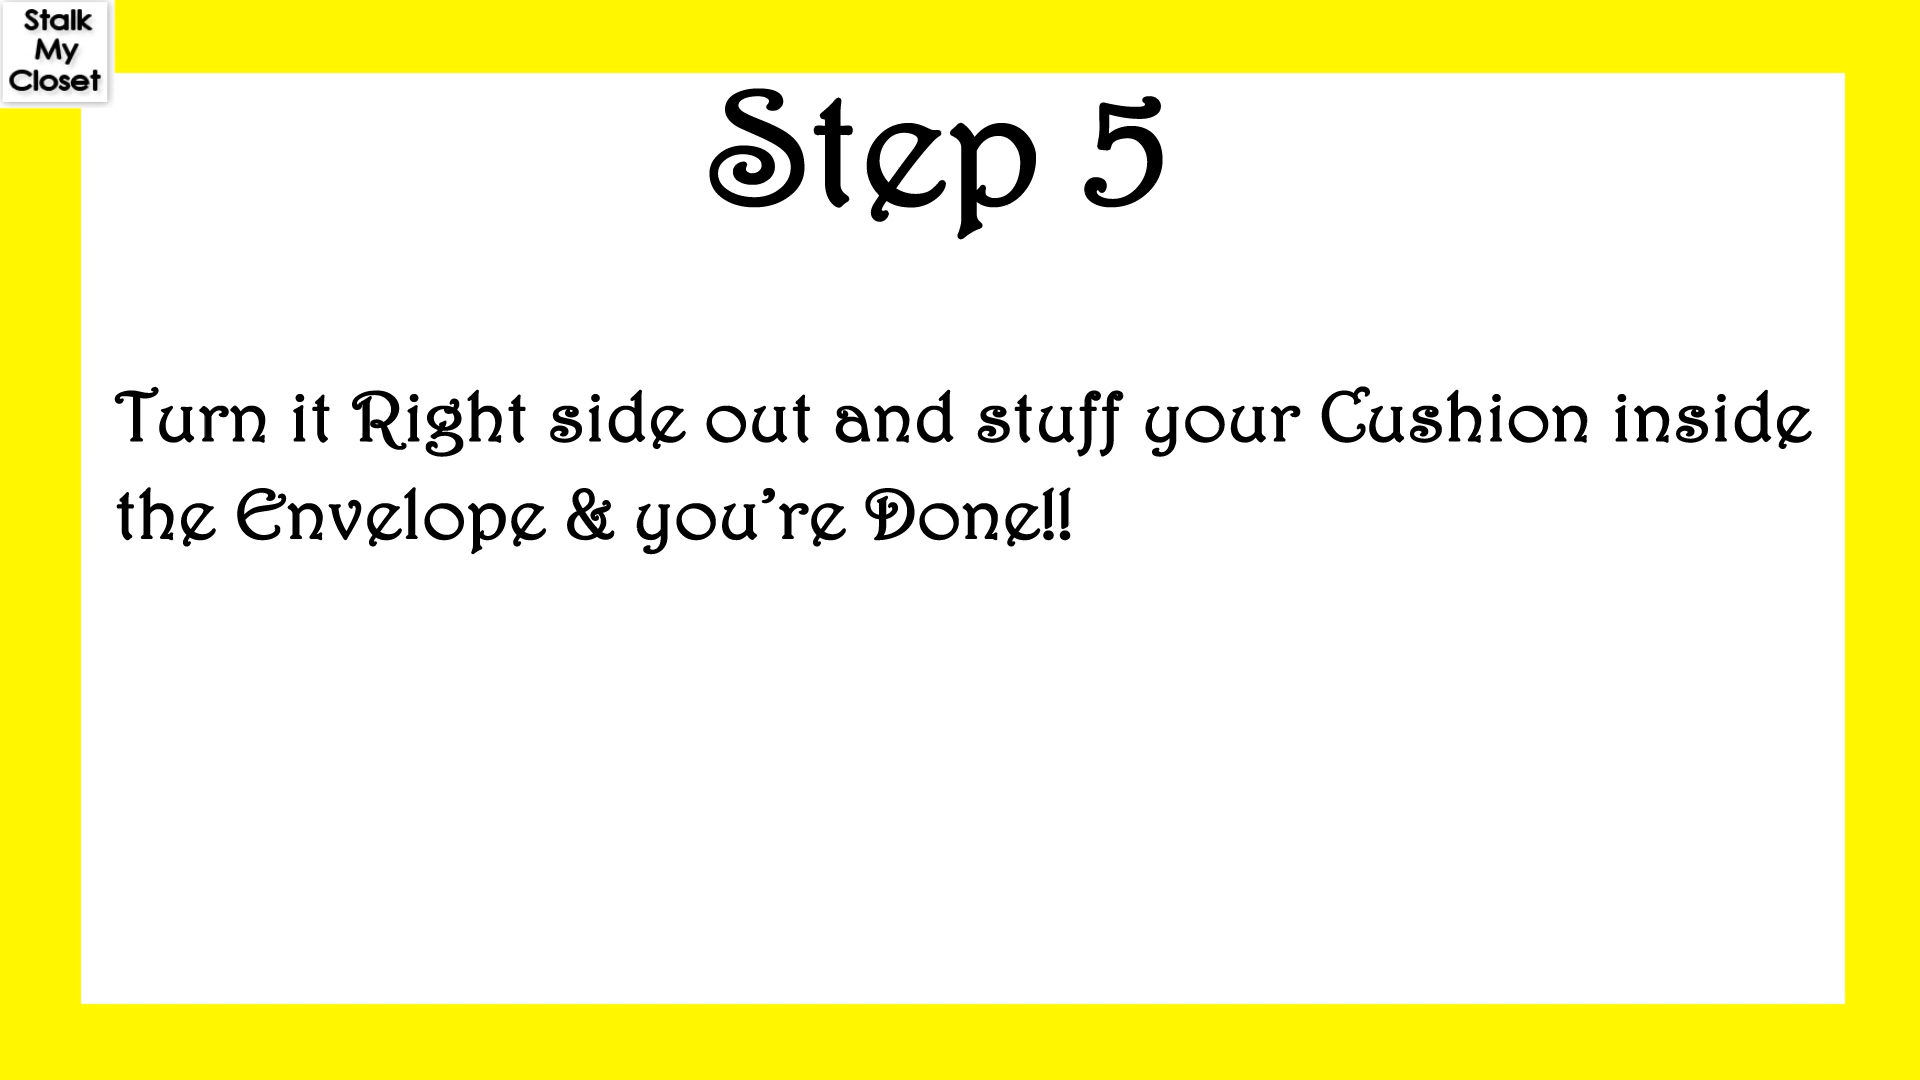 Stalk
My
Closet
Step 5
Turn it Right side out and stuff your Cushion inside
the Envelope & you’re Done!!